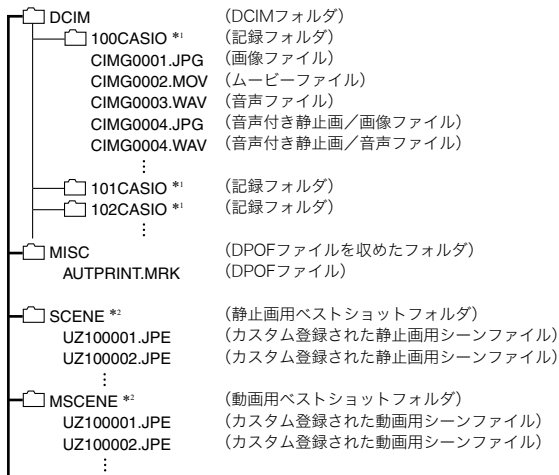 DCIM (DCIMフォルダ)
100CASIO *1 (記録フォルダ)
CIMG0001.JPG (画像ファイル)
CIMG0002.MOV (ムービーファイル)
CIMG0003.WAV (音声ファイル)
CIMG0004.JPG (音声付き静止画/画像ファイル)
CIMG0004.WAV (音声付き静止画/音声ファイル)
⋮
101CASIO *1 (記録フォルダ)
102CASIO *1 (記録フォルダ)
⋮
MISC (DPOFファイルを収めたフォルダ)
AUTPRINT.MRK (DPOFファイル)
SCENE *2 (静止画用ベストショットフォルダ)
UZ100001.JPE (カスタム登録された静止画用シーンファイル)
UZ100002.JPE (カスタム登録された静止画用シーンファイル)
⋮
MSCENE *2 (動画用ベストショットフォルダ)
UZ100001.JPE (カスタム登録された動画用シーンファイル)
UZ100002.JPE (カスタム登録された動画用シーンファイル)
⋮